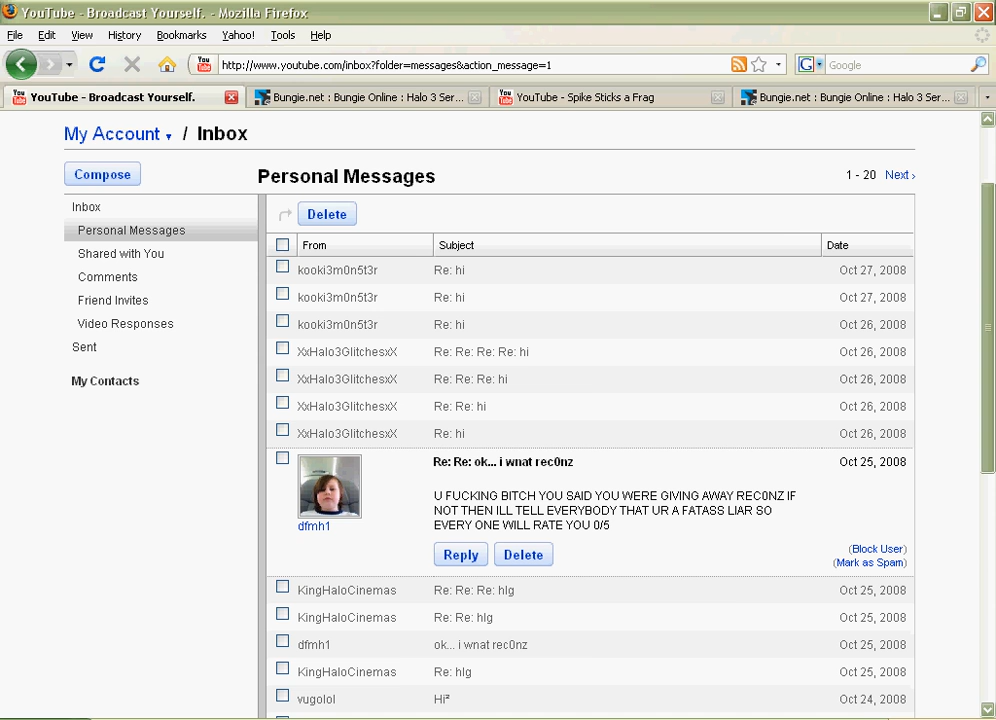 YouTube - Broadcast Yourself. - Mozilla Firefox
File Edit View History Bookmarks Yahoo! Tools Help
You Tube http://www.youtube.com/inbox?folder=messages&action_message=1 G Google
You Tube YouTube - Broadcast Yourself. Bungie.net : Bungie Online : Halo 3 Ser... You Tube YouTube - Spike Sticks a Frag Bungie.net : Bungie Online : Halo 3 Ser...
My Account / Inbox
Compose
Personal Messages
1 - 20 Next ›
Inbox
Personal Messages
Shared with You
Comments
Friend Invites
Video Responses
Sent
My Contacts
Delete
From Subject Date
kooki3m0n5t3r Re: hi Oct 27, 2008
kooki3m0n5t3r Re: hi Oct 27, 2008
kooki3m0n5t3r Re: hi Oct 26, 2008
XxHalo3GlitchesxX Re: Re: Re: Re: hi Oct 26, 2008
XxHalo3GlitchesxX Re: Re: Re: hi Oct 26, 2008
XxHalo3GlitchesxX Re: Re: hi Oct 26, 2008
XxHalo3GlitchesxX Re: hi Oct 26, 2008
Re: Re: ok... i wnat rec0nz Oct 25, 2008
U FUCKING BITCH YOU SAID YOU WERE GIVING AWAY REC0NZ IF
NOT THEN ILL TELL EVERYBODY THAT UR A FATASS LIAR SO
EVERY ONE WILL RATE YOU 0/5
dfmh1
Reply Delete
(Block User)
(Mark as Spam)
KingHaloCinemas Re: Re: Re: hlg Oct 25, 2008
KingHaloCinemas Re: Re: hlg Oct 25, 2008
dfmh1 ok... i wnat rec0nz Oct 25, 2008
KingHaloCinemas Re: hlg Oct 25, 2008
vugolol Hi² Oct 24, 2008